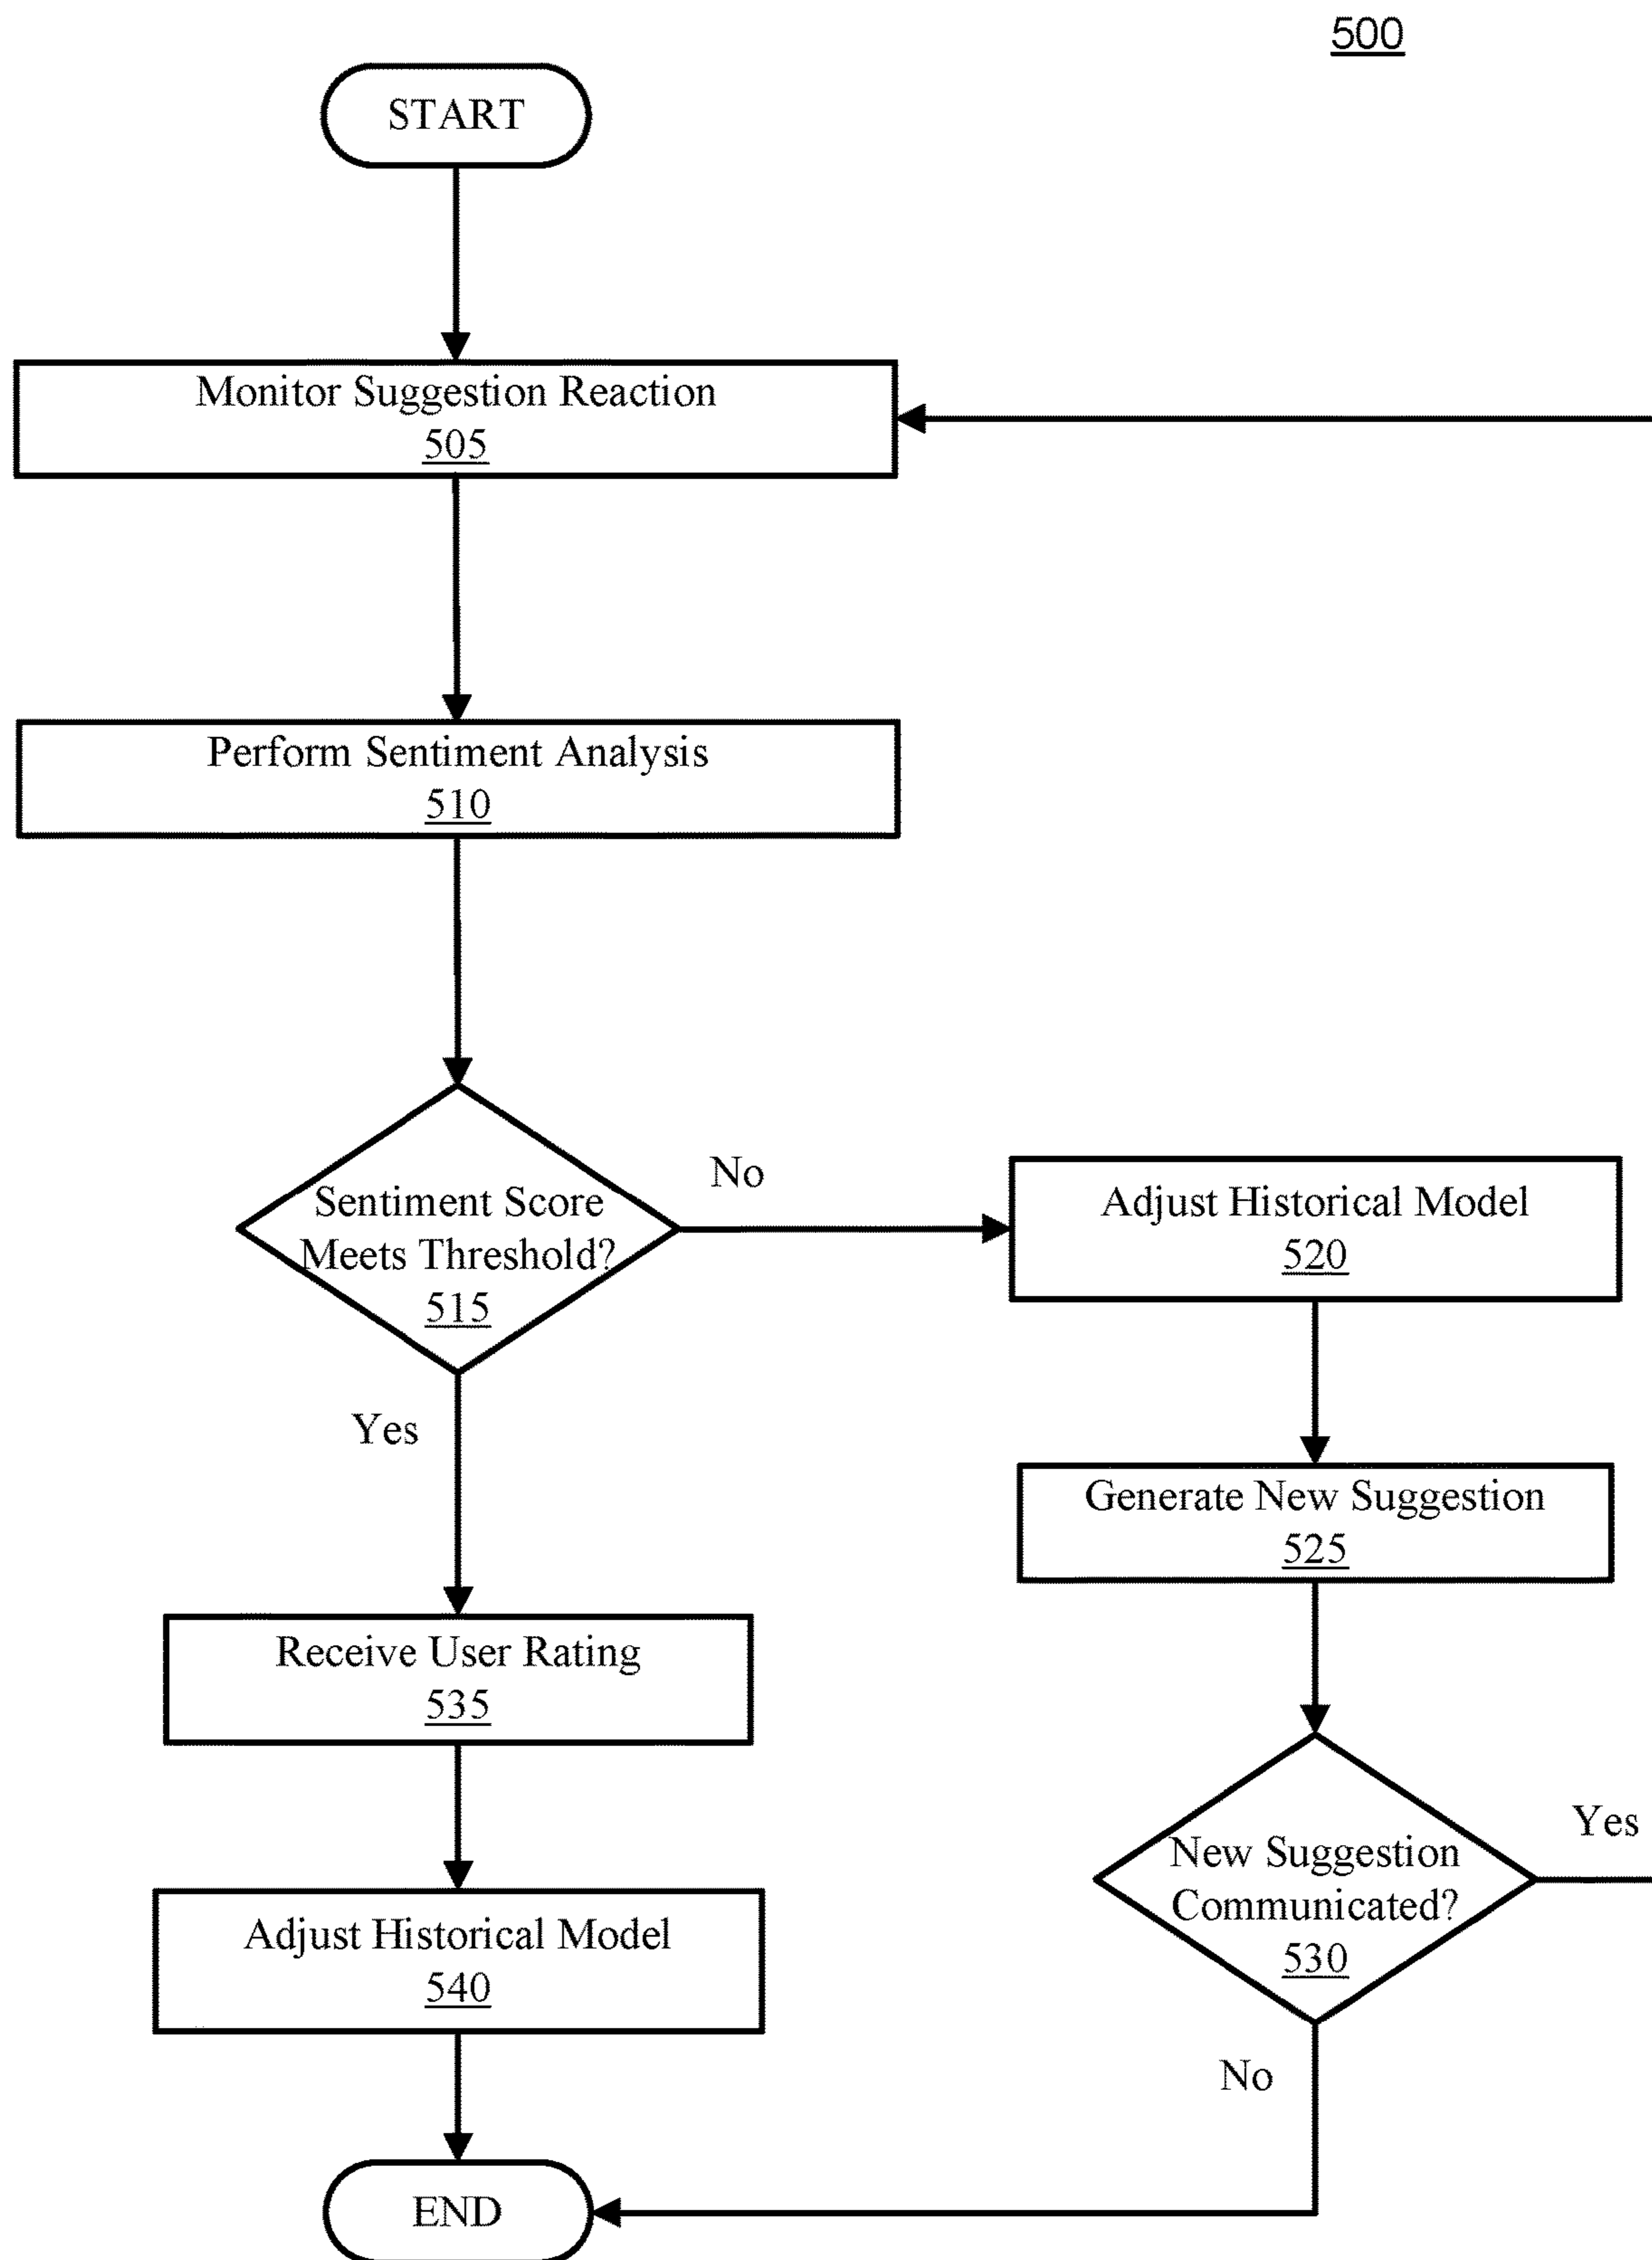 500
START
Monitor Suggestion Reaction
505
Perform Sentiment Analysis
510
Sentiment Score
Meets Threshold?
515
No
Adjust Historical Model
520
Yes
Generate New Suggestion
525
Receive User Rating
535
New Suggestion
Communicated?
530
Yes
Adjust Historical Model
540
No
END